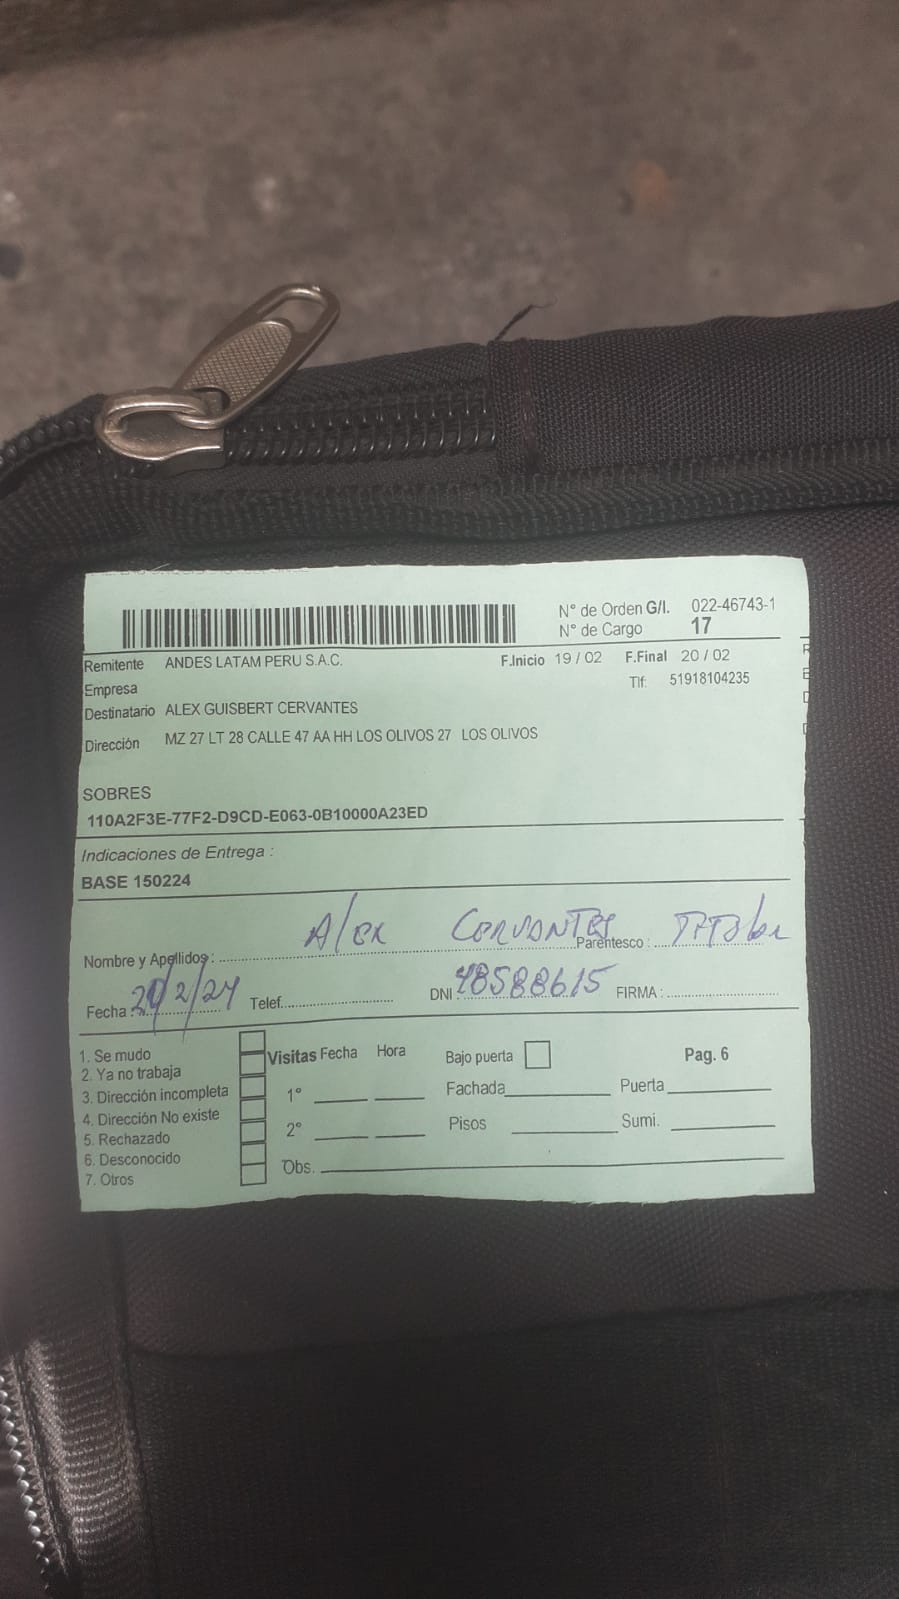 N° de Orden G/I. 022-46743-1
N° de Cargo 17
Remitente ANDES LATAM PERU S.A.C. F.Inicio 19 / 02 F.Final 20 / 02
Empresa Tlf: 51918104235
Destinatario ALEX GUISBERT CERVANTES
Dirección MZ 27 LT 28 CALLE 47 AA HH LOS OLIVOS 27 LOS OLIVOS
SOBRES
110A2F3E-77F2-D9CD-E063-0B10000A23ED
Indicaciones de Entrega :
BASE 150224
Nombre y Apellidos : Alex CERVANTES Parentesco :
Fecha : 20/2/24 Telef. DNI : 48588615 FIRMA :
1. Se mudo
2. Ya no trabaja
3. Dirección incompleta
4. Dirección No existe
5. Rechazado
6. Desconocido
7. Otros
Visitas Fecha Hora Bajo puerta Pag. 6
1° Fachada Puerta
2° Pisos Sumi.
Obs.